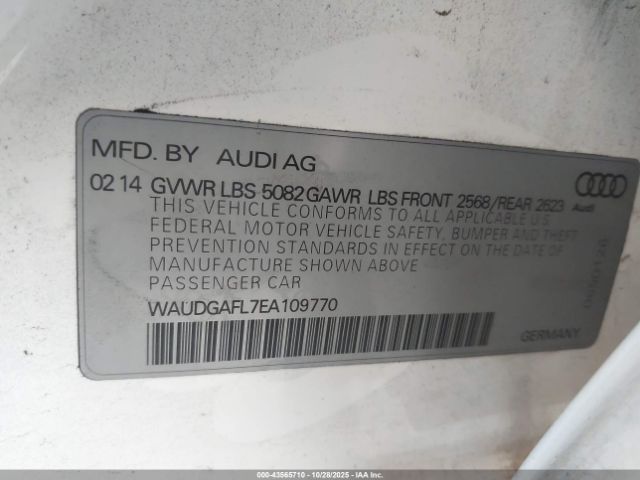 MFD. BY AUDI AG
02 14 GVWR LBS 5082 GAWR LBS FRONT 2568/REAR 2623
Audi
THIS VEHICLE CONFORMS TO ALL APPLICABLE US
FEDERAL MOTOR VEHICLE SAFETY, BUMPER AND THEFT
PREVENTION STANDARDS IN EFFECT ON THE DATE OF
MANUFACTURE SHOWN ABOVE
PASSENGER CAR
WAUDGAFL7EA109770
GERMANY
000-43565710 | 10/28/2025 | IAA Inc.